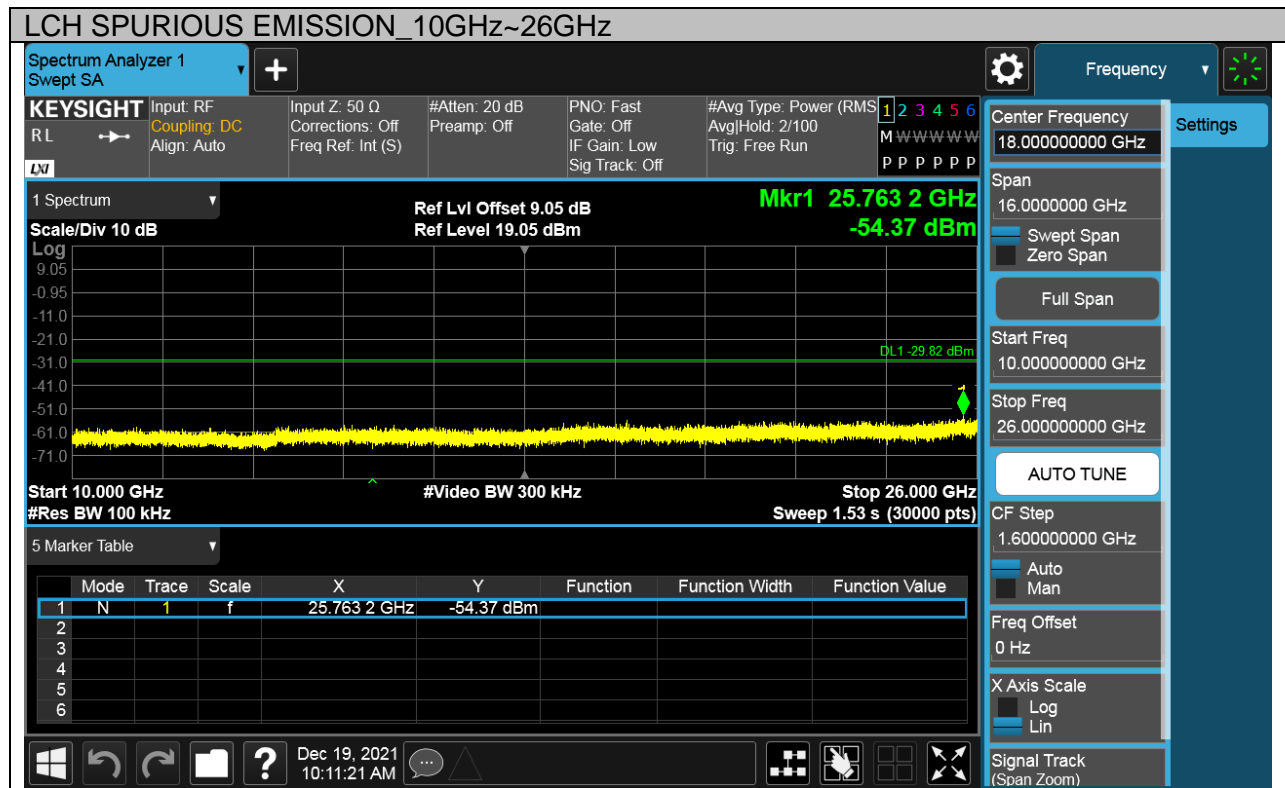 LCH SPURIOUS EMISSION_10GHz~26GHz
Spectrum Analyzer 1
Swept SA
+
Frequency
KEYSIGHT
RL
LXI
Input: RF
Coupling: DC
Align: Auto
Input Z: 50 Ω
Corrections: Off
Freq Ref: Int (S)
#Atten: 20 dB
Preamp: Off
PNO: Fast
Gate: Off
IF Gain: Low
Sig Track: Off
#Avg Type: Power (RMS
Avg|Hold: 2/100
Trig: Free Run
1 2 3 4 5 6
M W W W W W
P P P P P P
1 Spectrum
Scale/Div 10 dB
Ref Lvl Offset 9.05 dB
Ref Level 19.05 dBm
Mkr1 25.763 2 GHz
-54.37 dBm
Log
9.05
-0.95
-11.0
-21.0
-31.0
-41.0
-51.0
-61.0
-71.0
DL1 -29.82 dBm
1
Start 10.000 GHz
#Video BW 300 kHz
Stop 26.000 GHz
#Res BW 100 kHz
Sweep 1.53 s (30000 pts)
5 Marker Table
Mode Trace Scale X Y Function Function Width Function Value
1 N 1 f 25.763 2 GHz -54.37 dBm
2
3
4
5
6
Dec 19, 2021
10:11:21 AM
?
Center Frequency
18.000000000 GHz
Settings
Span
16.0000000 GHz
Swept Span
Zero Span
Full Span
Start Freq
10.000000000 GHz
Stop Freq
26.000000000 GHz
AUTO TUNE
CF Step
1.600000000 GHz
Auto
Man
Freq Offset
0 Hz
X Axis Scale
Log
Lin
Signal Track
(Span Zoom)